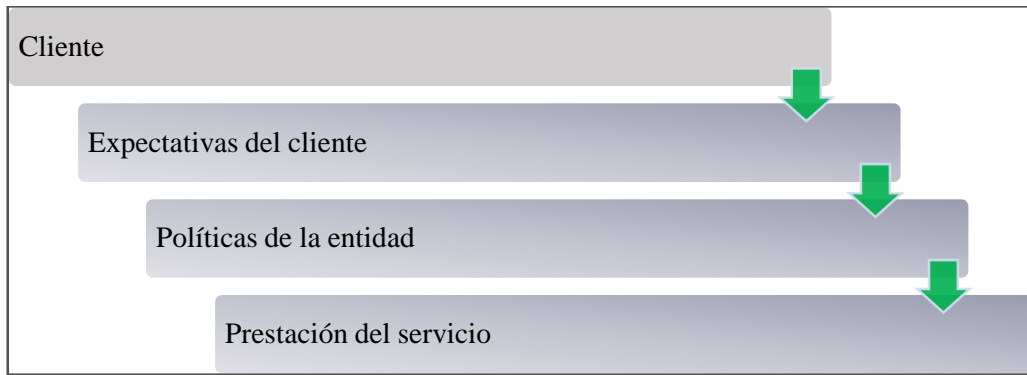 Cliente
Expectativas del cliente
Políticas de la entidad
Prestación del servicio